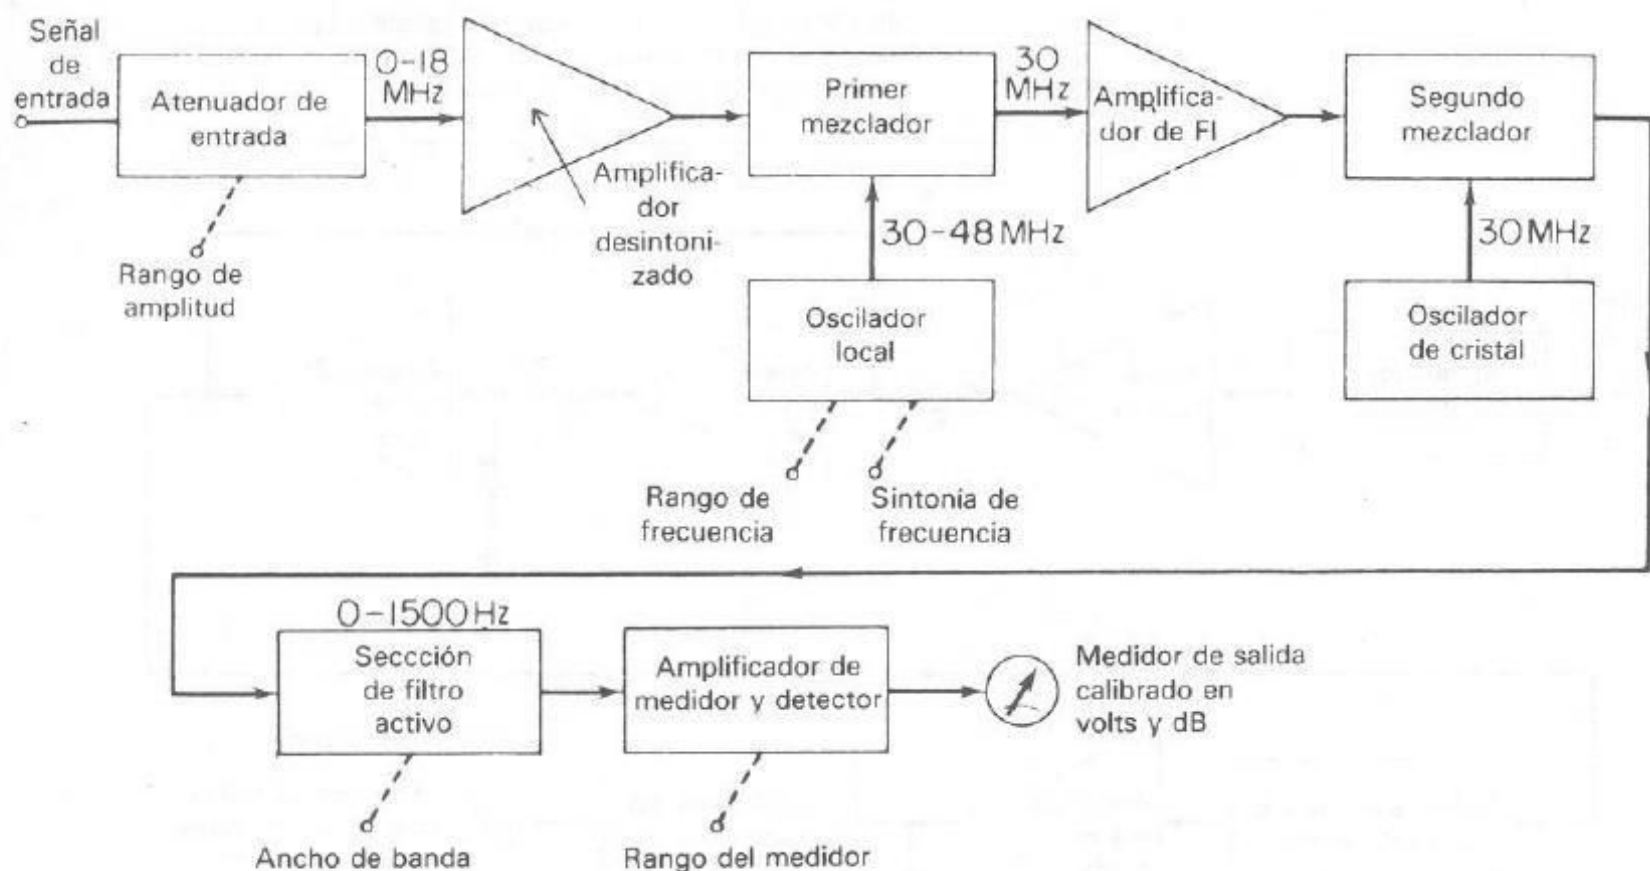 Señal
de
entrada
Atenuador de
entrada
Rango de
amplitud
0-18
MHz
Amplifica-
dor
desintoni-
zado
Primer
mezclador
30-48 MHz
Oscilador
local
Rango de
frecuencia
Sintonía de
frecuencia
30
MHz
Amplifica-
dor de FI
Segundo
mezclador
30 MHz
Oscilador
de cristal
0-1500 Hz
Seccción
de filtro
activo
Ancho de banda
Amplificador de
medidor y detector
Rango del medidor
Medidor de salida
calibrado en
volts y dB